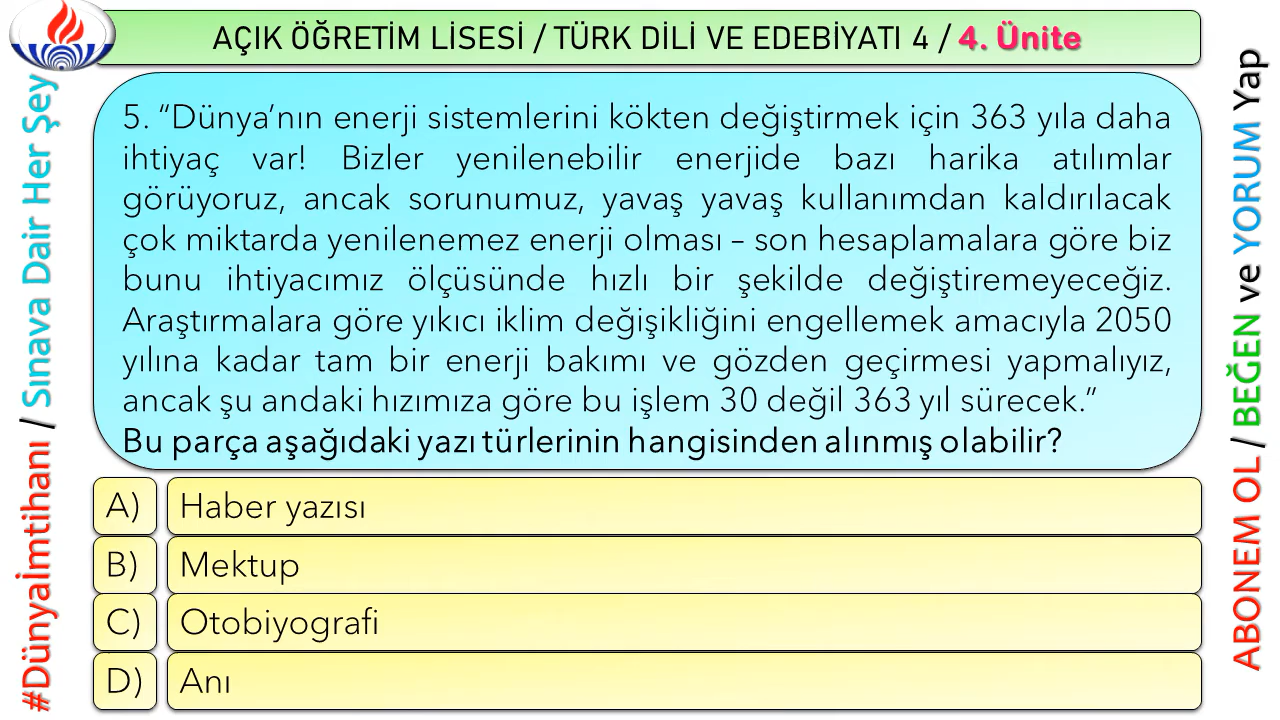 AÇIK ÖĞRETİM LİSESİ / TÜRK DİLİ VE EDEBİYATI 4 / 4. Ünite
5. “Dünya’nın enerji sistemlerini kökten değiştirmek için 363 yıla daha
ihtiyaç var! Bizler yenilenebilir enerjide bazı harika atılımlar
görüyoruz, ancak sorunumuz, yavaş yavaş kullanımdan kaldırılacak
çok miktarda yenilenemez enerji olması – son hesaplamalara göre biz
bunu ihtiyacımız ölçüsünde hızlı bir şekilde değiştiremeyeceğiz.
Araştırmalara göre yıkıcı iklim değişikliğini engellemek amacıyla 2050
yılına kadar tam bir enerji bakımı ve gözden geçirmesi yapmalıyız,
ancak şu andaki hızımıza göre bu işlem 30 değil 363 yıl sürecek.”
Bu parça aşağıdaki yazı türlerinin hangisinden alınmış olabilir?
A) Haber yazısı
B) Mektup
C) Otobiyografi
D) Anı
#Dünyaİmtihanı / Sınava Dair Her Şey
ABONEM OL / BEĞEN ve YORUM Yap